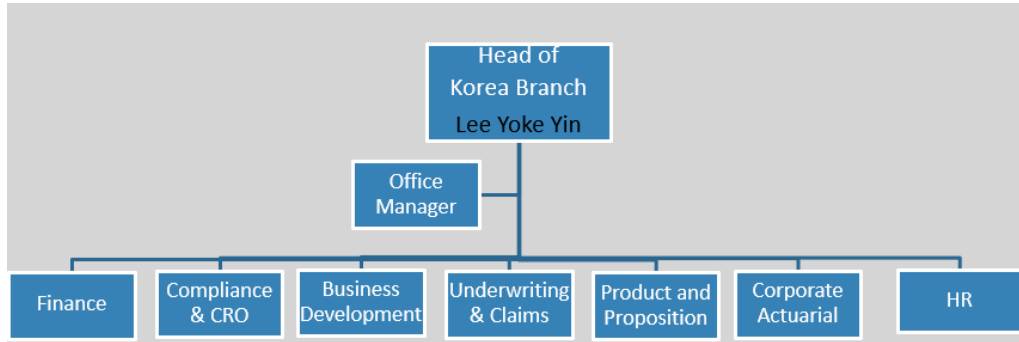 Head of
Korea Branch
Lee Yoke Yin
Office
Manager
Finance
Compliance
& CRO
Business
Development
Underwriting
& Claims
Product and
Proposition
Corporate
Actuarial
HR